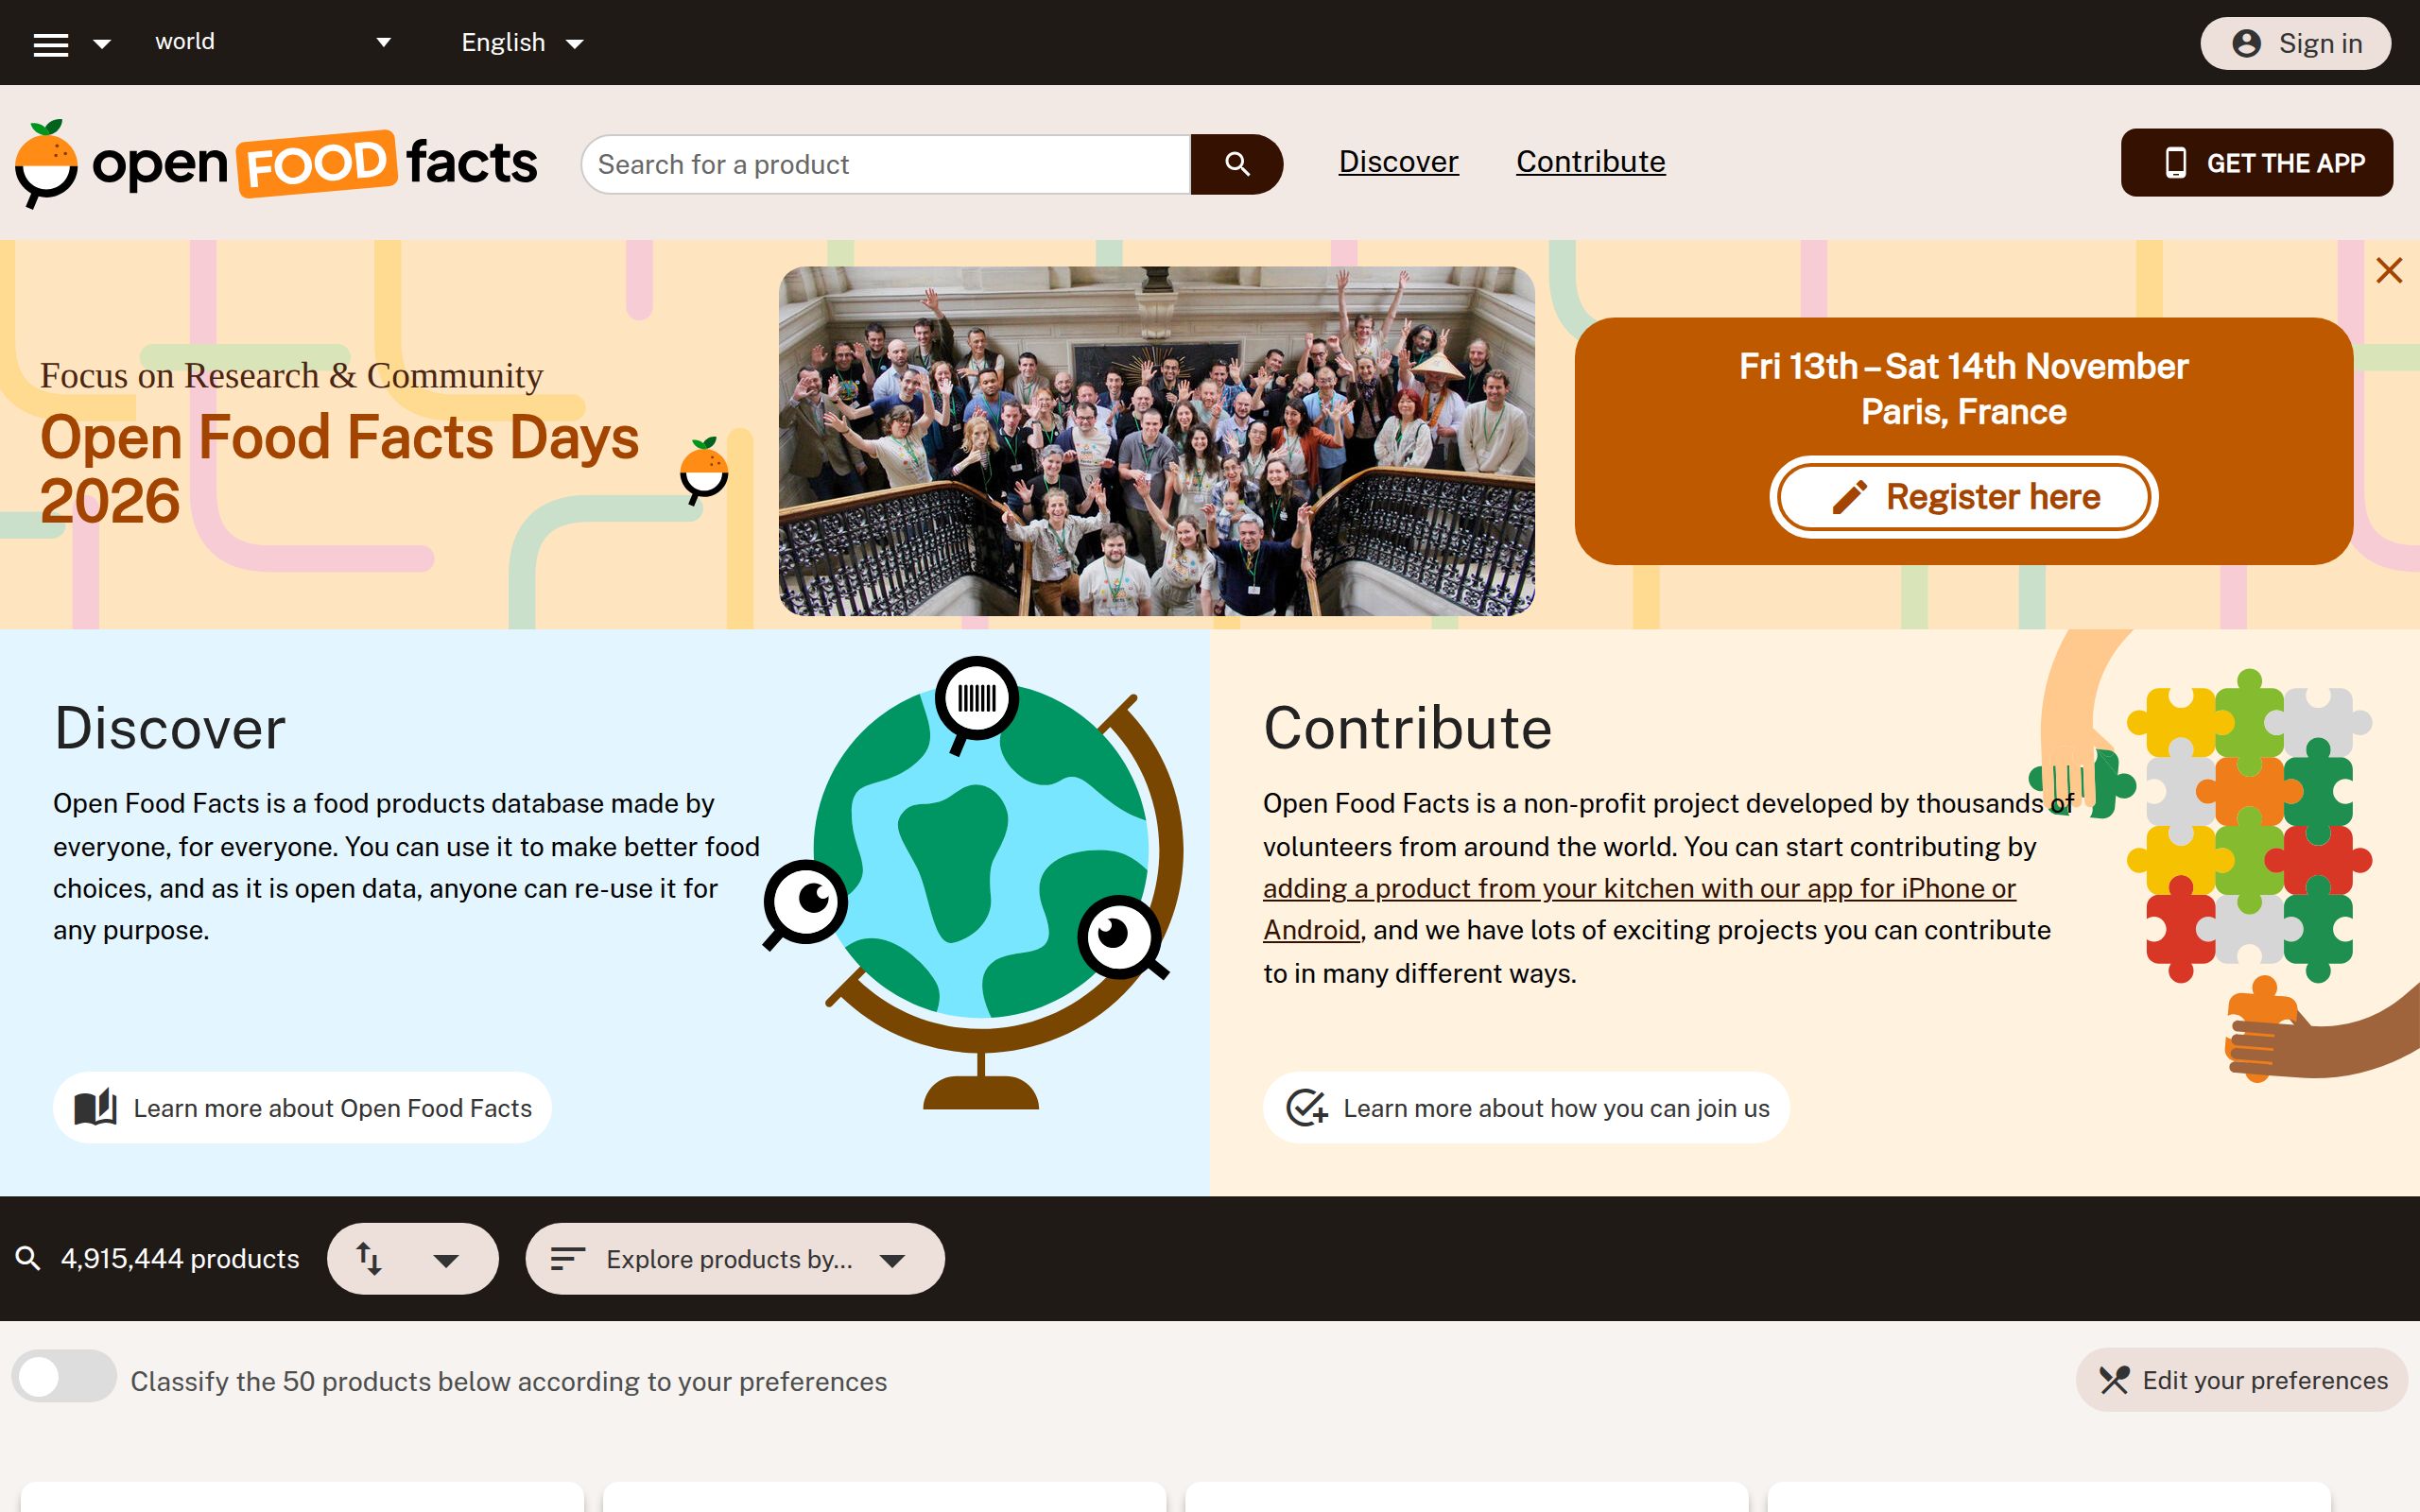 world
English
Sign in
open FOOD facts
Search for a product
Discover
Contribute
GET THE APP
Focus on Research & Community
Open Food Facts Days
2026
Fri 13th – Sat 14th November
Paris, France
Register here
Discover
Open Food Facts is a food products database made by
everyone, for everyone. You can use it to make better food
choices, and as it is open data, anyone can re-use it for
any purpose.
Learn more about Open Food Facts
Contribute
Open Food Facts is a non-profit project developed by thousands of
volunteers from around the world. You can start contributing by
adding a product from your kitchen with our app for iPhone or
Android, and we have lots of exciting projects you can contribute
to in many different ways.
Learn more about how you can join us
4,915,444 products
Explore products by...
Classify the 50 products below according to your preferences
Edit your preferences